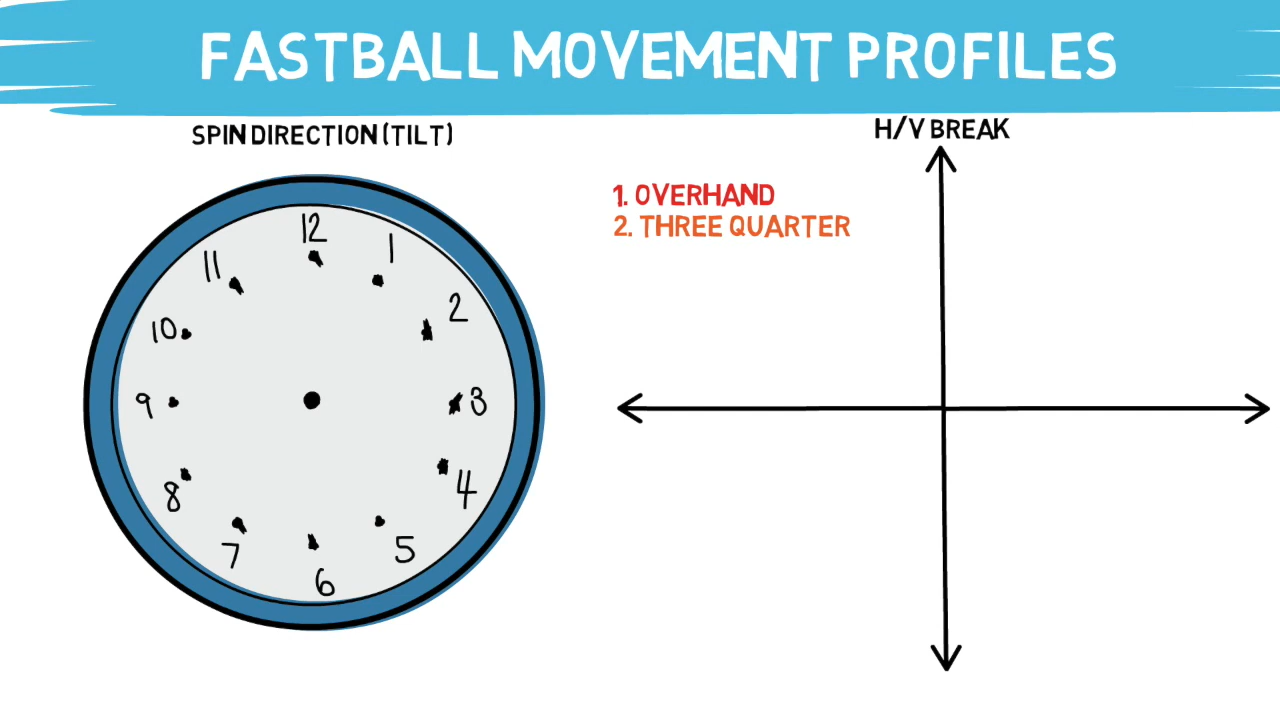 FASTBALL MOVEMENT PROFILES
SPIN DIRECTION (TILT)
H/V BREAK
1. OVERHAND
2. THREE QUARTER
12
1
2
3
4
5
6
7
8
9
10
11